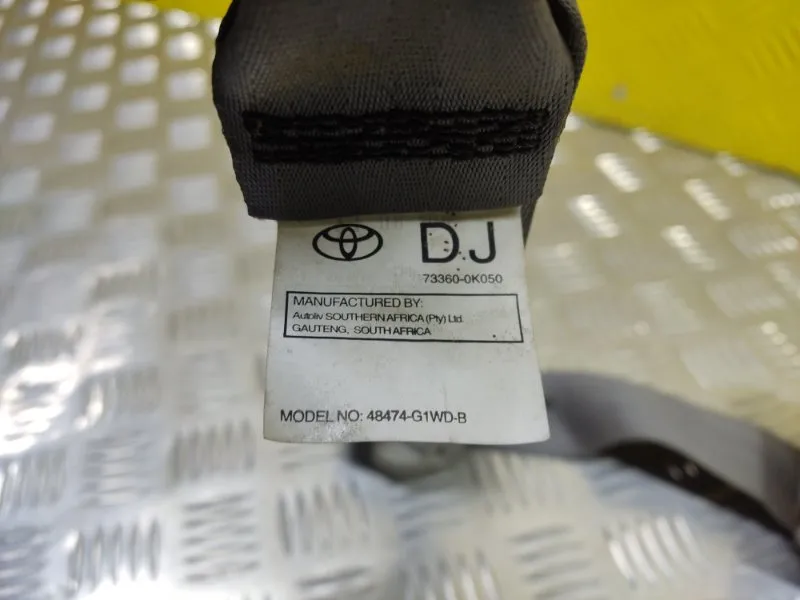 DJ
73360-0K050
MANUFACTURED BY:
Autoliv SOUTHERN AFRICA (Pty) Ltd.
GAUTENG, SOUTH AFRICA
MODEL NO: 48474-G1WD-B